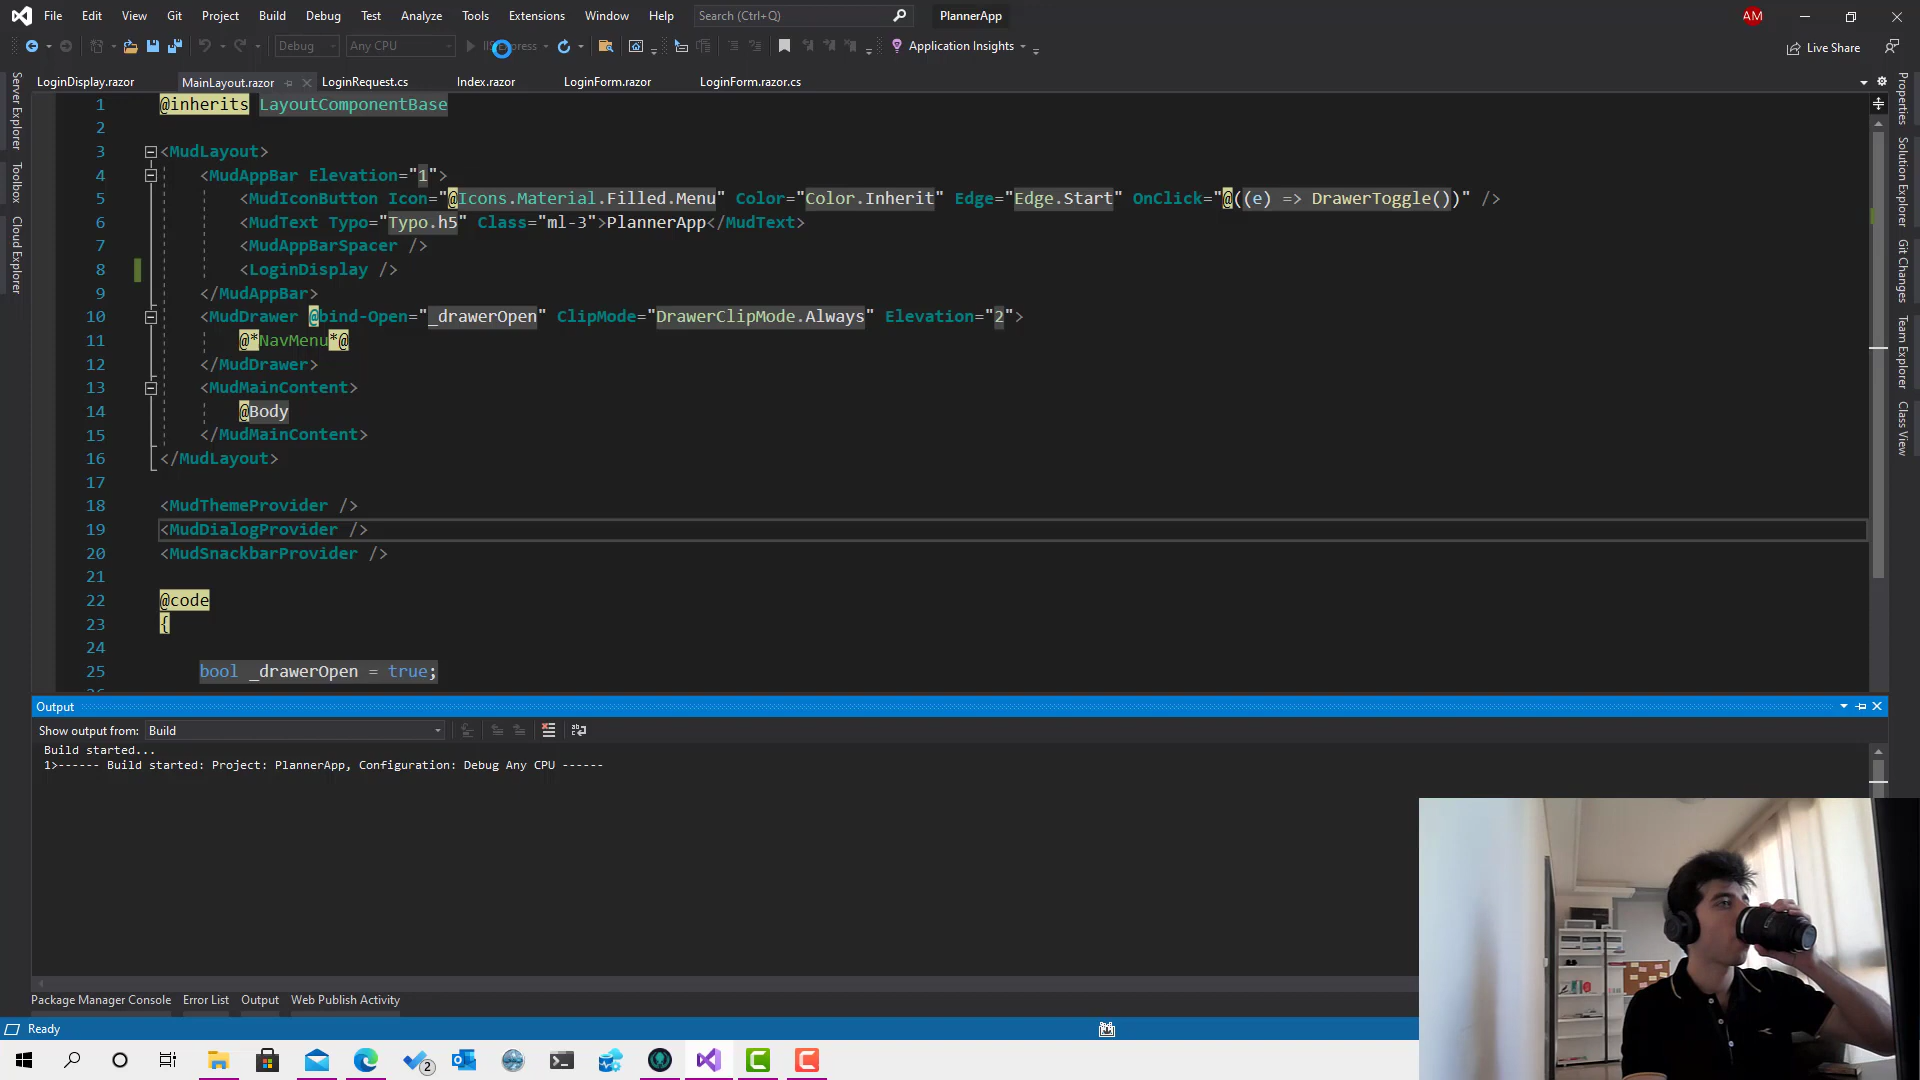 File Edit View Git Project Build Debug Test Analyze Tools Extensions Window Help Search (Ctrl+Q) PlannerApp AM
Debug Any CPU IIS Express Application Insights Live Share
LoginDisplay.razor MainLayout.razor LoginRequest.cs Index.razor LoginForm.razor LoginForm.razor.cs
Server Explorer
Toolbox
Cloud Explorer
1 @inherits LayoutComponentBase
2
3 <MudLayout>
4 <MudAppBar Elevation="1">
5 <MudIconButton Icon="@Icons.Material.Filled.Menu" Color="Color.Inherit" Edge="Edge.Start" OnClick="@((e) => DrawerToggle())" />
6 <MudText Typo="Typo.h5" Class="ml-3">PlannerApp</MudText>
7 <MudAppBarSpacer />
8 <LoginDisplay />
9 </MudAppBar>
10 <MudDrawer @bind-Open="_drawerOpen" ClipMode="DrawerClipMode.Always" Elevation="2">
11 @*NavMenu*@
12 </MudDrawer>
13 <MudMainContent>
14 @Body
15 </MudMainContent>
16 </MudLayout>
17
18 <MudThemeProvider />
19 <MudDialogProvider />
20 <MudSnackbarProvider />
21
22 @code
23 {
24
25 bool _drawerOpen = true;
Properties
Solution Explorer
Git Changes
Team Explorer
Class View
Output
Show output from: Build
Build started...
1>------ Build started: Project: PlannerApp, Configuration: Debug Any CPU ------
Package Manager Console Error List Output Web Publish Activity
Ready
2